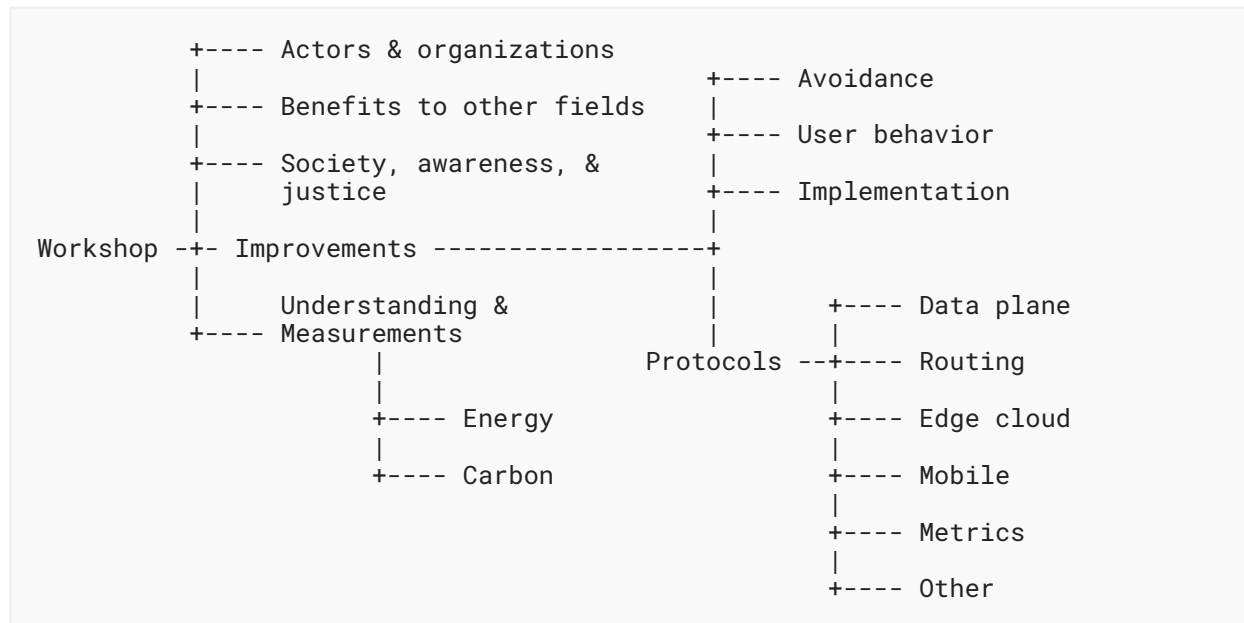 +---- Actors & organizations
          |                                 +---- Avoidance
          +---- Benefits to other fields    |
          |                                 +---- User behavior
          +---- Society, awareness, &       |
          |     justice                     +---- Implementation
          |                                 |
Workshop -+- Improvements ------------------+
          |                                 |
          |     Understanding &             |       +---- Data plane
          +---- Measurements                |       |
                      |                 Protocols --+---- Routing
                      |                             |
                      +---- Energy                  +---- Edge cloud
                      |                             |
                      +---- Carbon                  +---- Mobile
                                                    |
                                                    +---- Metrics
                                                    |
                                                    +---- Other